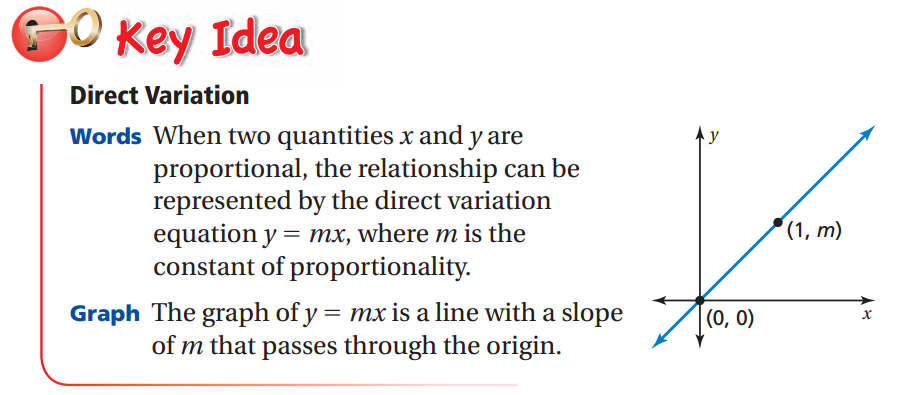 Key Idea
Direct Variation
Words When two quantities x and y are
proportional, the relationship can be
represented by the direct variation
equation y = mx, where m is the
constant of proportionality.
Graph The graph of y = mx is a line with a slope
of m that passes through the origin.
y
(1, m)
(0, 0)
x